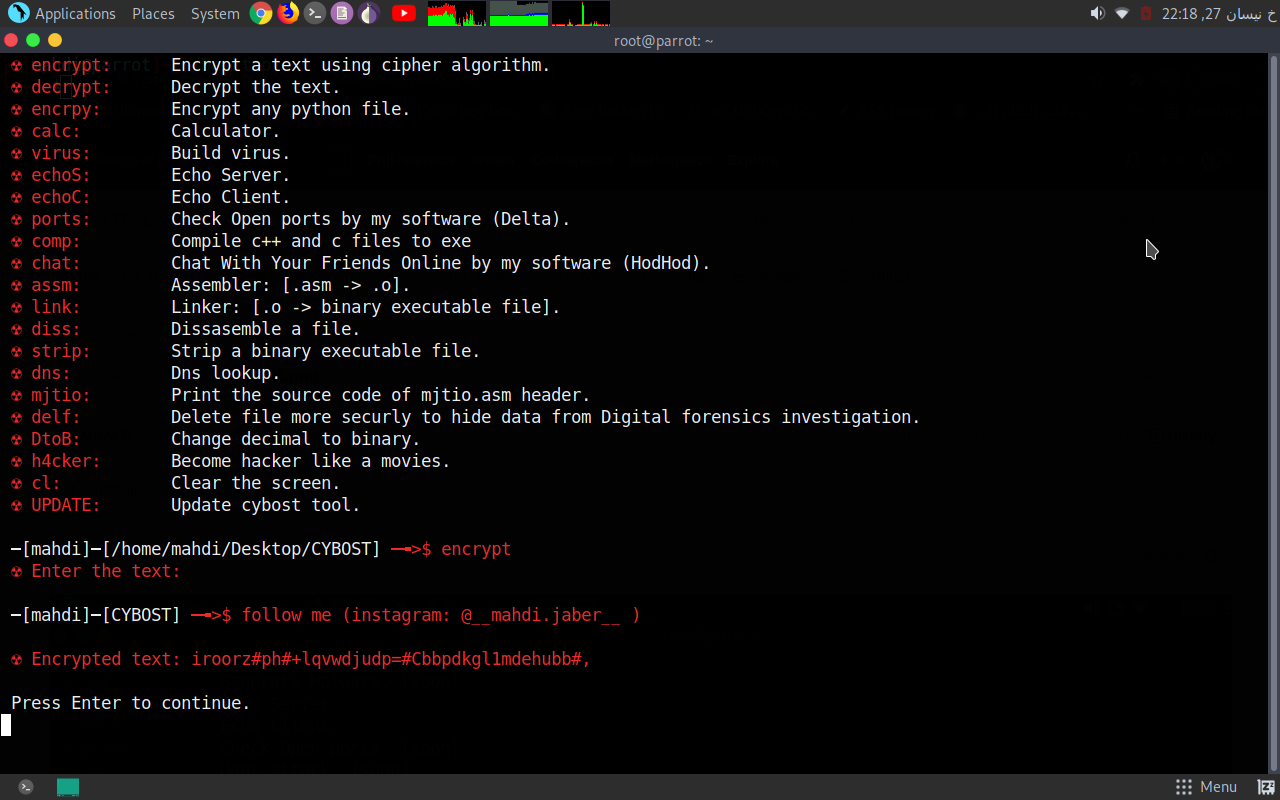 Applications Places System خ نيسان 27, 22:18
root@parrot: ~
☢ encrypt: Encrypt a text using cipher algorithm.
☢ decrypt: Decrypt the text.
☢ encrpy: Encrypt any python file.
☢ calc: Calculator.
☢ virus: Build virus.
☢ echoS: Echo Server.
☢ echoC: Echo Client.
☢ ports: Check Open ports by my software (Delta).
☢ comp: Compile c++ and c files to exe
☢ chat: Chat With Your Friends Online by my software (HodHod).
☢ assm: Assembler: [.asm -> .o].
☢ link: Linker: [.o -> binary executable file].
☢ diss: Dissasemble a file.
☢ strip: Strip a binary executable file.
☢ dns: Dns lookup.
☢ mjtio: Print the source code of mjtio.asm header.
☢ delf: Delete file more securly to hide data from Digital forensics investigation.
☢ DtoB: Change decimal to binary.
☢ h4cker: Become hacker like a movies.
☢ cl: Clear the screen.
☢ UPDATE: Update cybost tool.
─[mahdi]─[/home/mahdi/Desktop/CYBOST] ──╼>$ encrypt
☢ Enter the text:
─[mahdi]─[CYBOST] ──╼>$ follow me (instagram: @__mahdi.jaber__ )
☢ Encrypted text: iroorz#ph#+lqvwdjudp=#Cbbpdkgl1mdehubb#,
Press Enter to continue.
Menu